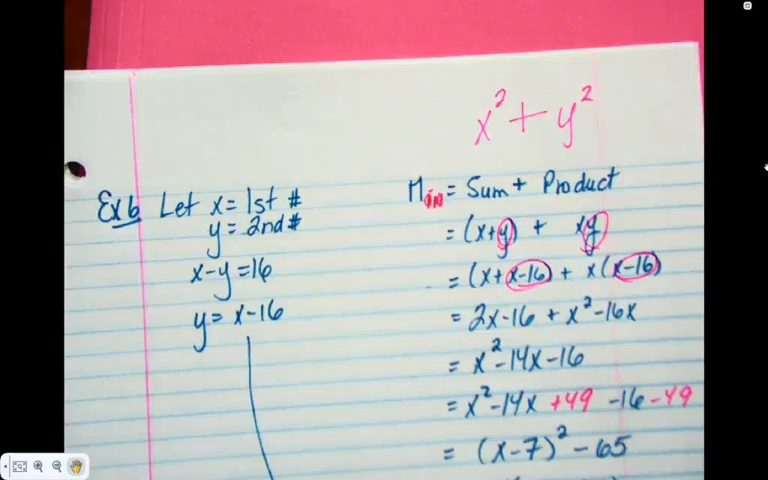 x² + y²
Ex6 Let x = 1st #
y = 2nd #
x-y = 16
y = x-16
Min = Sum + Product
= (x+y) + xy
= (x+x-16) + x(x-16)
= 2x-16 + x²-16x
= x²-14x-16
= x²-14x +49 -16 -49
= (x-7)² - 65